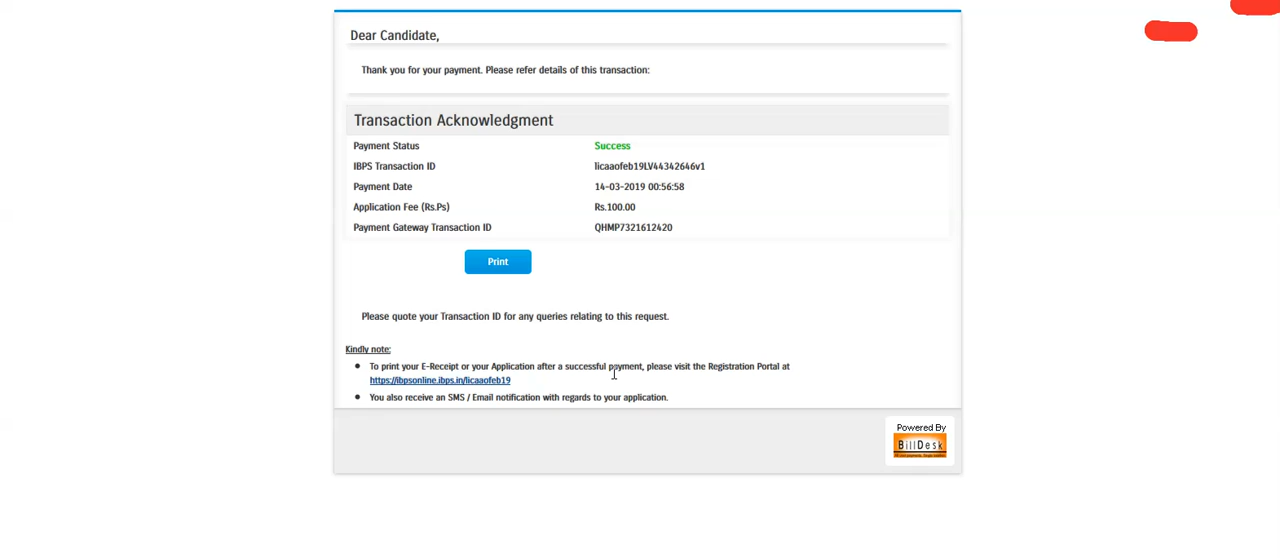 Dear Candidate,
Thank you for your payment. Please refer details of this transaction:
Transaction Acknowledgment
Payment Status Success
IBPS Transaction ID licaaofeb19LV44342646v1
Payment Date 14-03-2019 00:56:58
Application Fee (Rs.Ps) Rs.100.00
Payment Gateway Transaction ID QHMP7321612420
Print
Please quote your Transaction ID for any queries relating to this request.
Kindly note:
To print your E-Receipt or your Application after a successful payment, please visit the Registration Portal at
https://ibpsonline.ibps.in/licaaofeb19
You also receive an SMS / Email notification with regards to your application.
Powered By
BillDesk